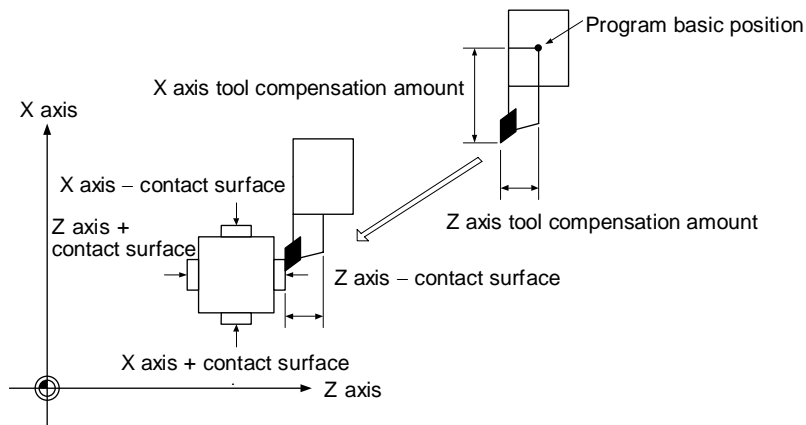 Program basic position
X axis tool compensation amount
X axis
X axis – contact surface
Z axis +
contact surface
Z axis tool compensation amount
Z axis – contact surface
X axis + contact surface
Z axis